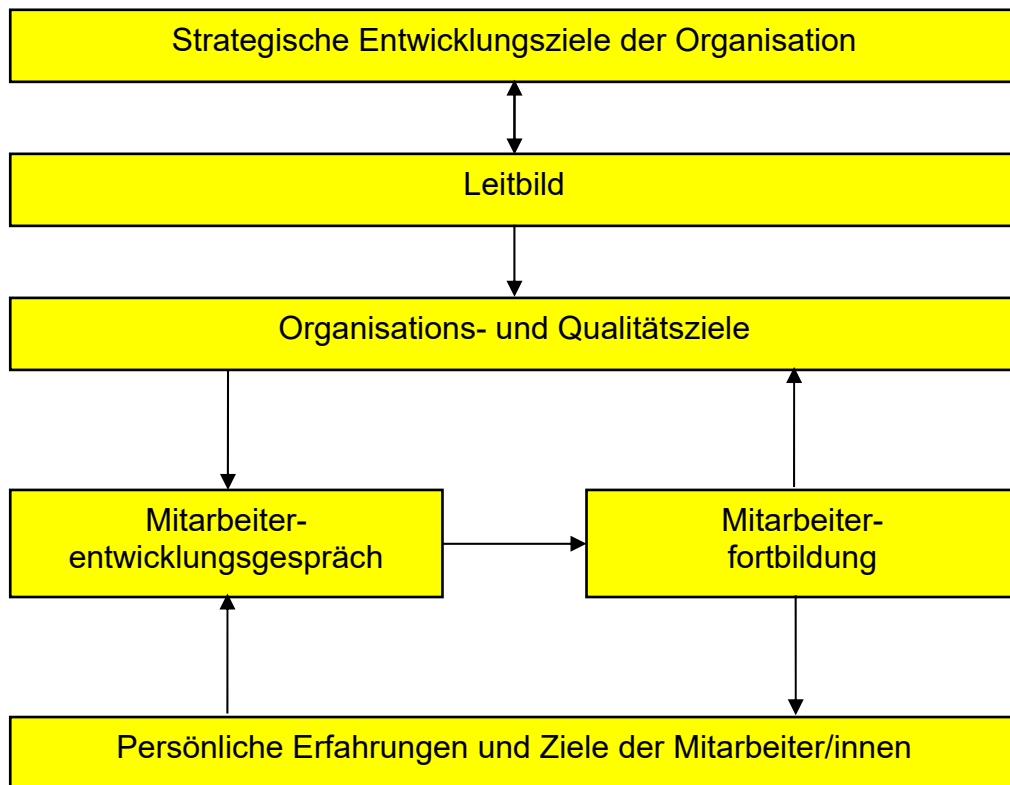 Strategische Entwicklungsziele der Organisation
Leitbild
Organisations- und Qualitätsziele
Mitarbeiter-
entwicklungsgespräch
Mitarbeiter-
fortbildung
Persönliche Erfahrungen und Ziele der Mitarbeiter/innen